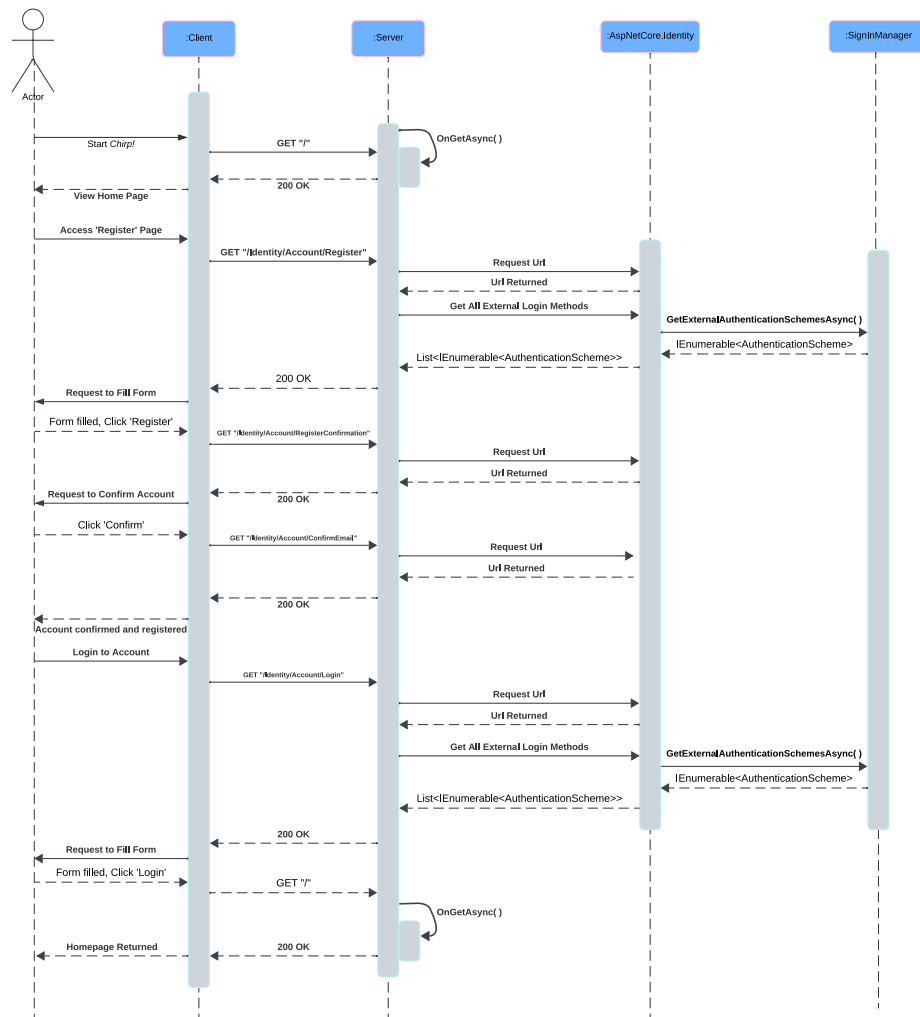 :Client
:Server
:AspNetCore.Identity
:SignInManager
Actor
Start Chirp!
GET "/"
OnGetAsync( )
200 OK
View Home Page
Access 'Register' Page
GET "/Identity/Account/Register"
Request Url
Url Returned
Get All External Login Methods
GetExternalAuthenticationSchemesAsync( )
IEnumerable<AuthenticationScheme>
List<IEnumerable<AuthenticationScheme>>
200 OK
Request to Fill Form
Form filled, Click 'Register'
GET "/Identity/Account/RegisterConfirmation"
Request Url
Url Returned
200 OK
Request to Confirm Account
Click 'Confirm'
GET "/Identity/Account/ConfirmEmail"
Request Url
Url Returned
200 OK
Account confirmed and registered
Login to Account
GET "/Identity/Account/Login"
Request Url
Url Returned
Get All External Login Methods
GetExternalAuthenticationSchemesAsync( )
IEnumerable<AuthenticationScheme>
List<IEnumerable<AuthenticationScheme>>
200 OK
Request to Fill Form
Form filled, Click 'Login'
GET "/"
OnGetAsync( )
200 OK
Homepage Returned